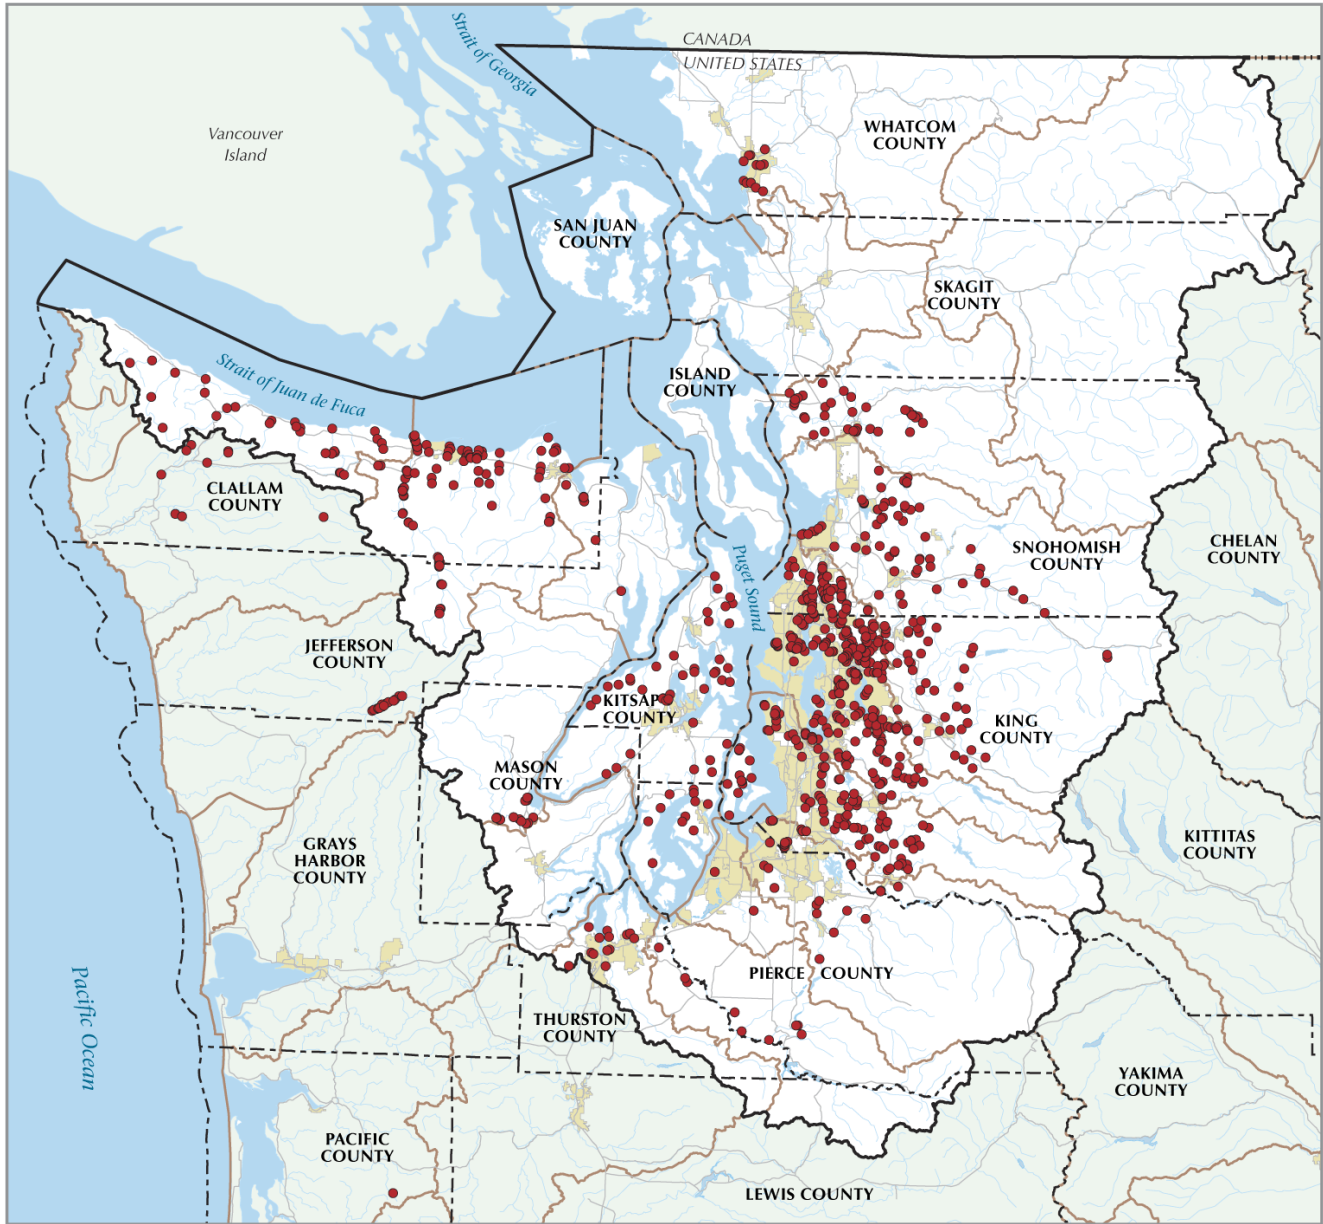 Strait of Georgia
CANADA
UNITED STATES
Vancouver
Island
WHATCOM
COUNTY
SAN JUAN
COUNTY
SKAGIT
COUNTY
Strait of Juan de Fuca
ISLAND
COUNTY
CLALLAM
COUNTY
Puget Sound
SNOHOMISH
COUNTY
CHELAN
COUNTY
JEFFERSON
COUNTY
KITSAP
COUNTY
KING
COUNTY
MASON
COUNTY
GRAYS
HARBOR
COUNTY
KITTITAS
COUNTY
Pacific Ocean
PIERCE COUNTY
THURSTON
COUNTY
YAKIMA
COUNTY
PACIFIC
COUNTY
LEWIS COUNTY